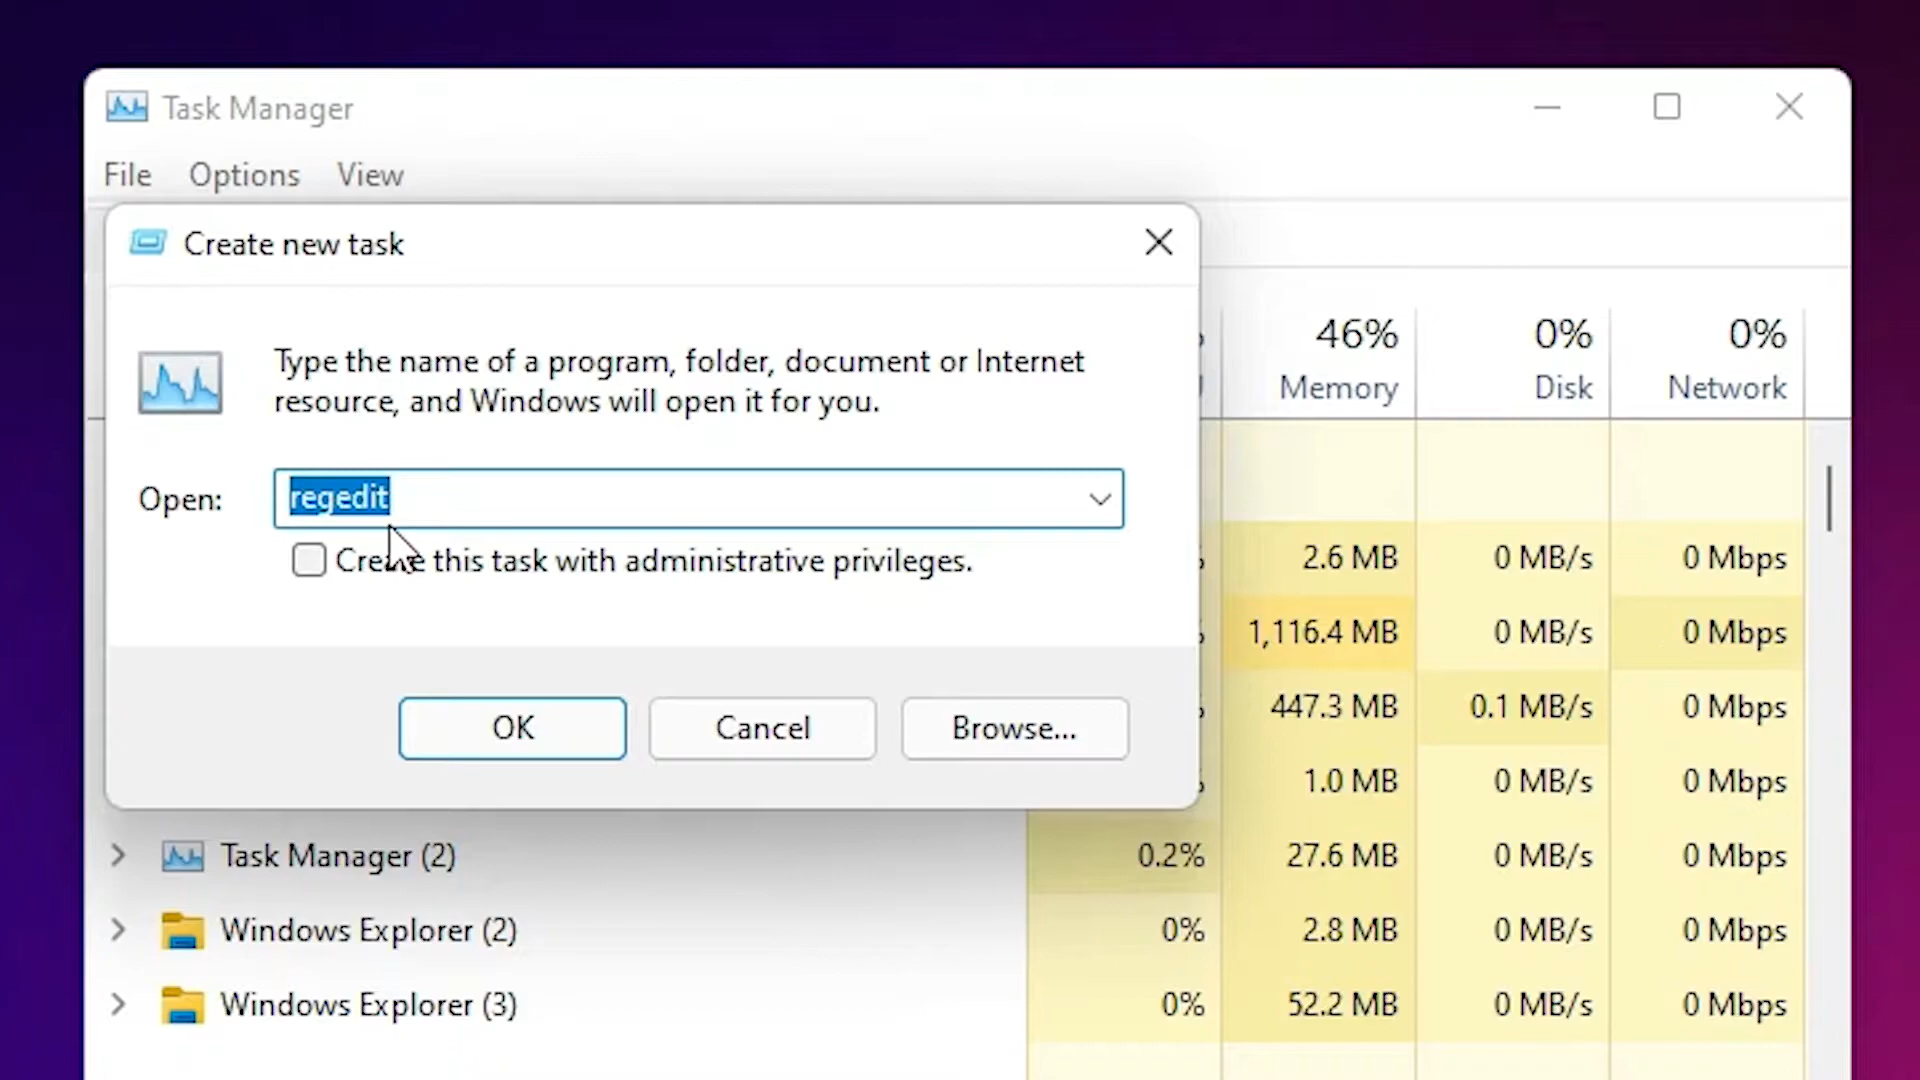 Task Manager
File Options View
Create new task
Type the name of a program, folder, document or Internet
resource, and Windows will open it for you.
Open: regedit
Create this task with administrative privileges.
OK Cancel Browse...
46% 0% 0%
Memory Disk Network
2.6 MB 0 MB/s 0 Mbps
1,116.4 MB 0 MB/s 0 Mbps
447.3 MB 0.1 MB/s 0 Mbps
1.0 MB 0 MB/s 0 Mbps
Task Manager (2) 0.2% 27.6 MB 0 MB/s 0 Mbps
Windows Explorer (2) 0% 2.8 MB 0 MB/s 0 Mbps
Windows Explorer (3) 0% 52.2 MB 0 MB/s 0 Mbps